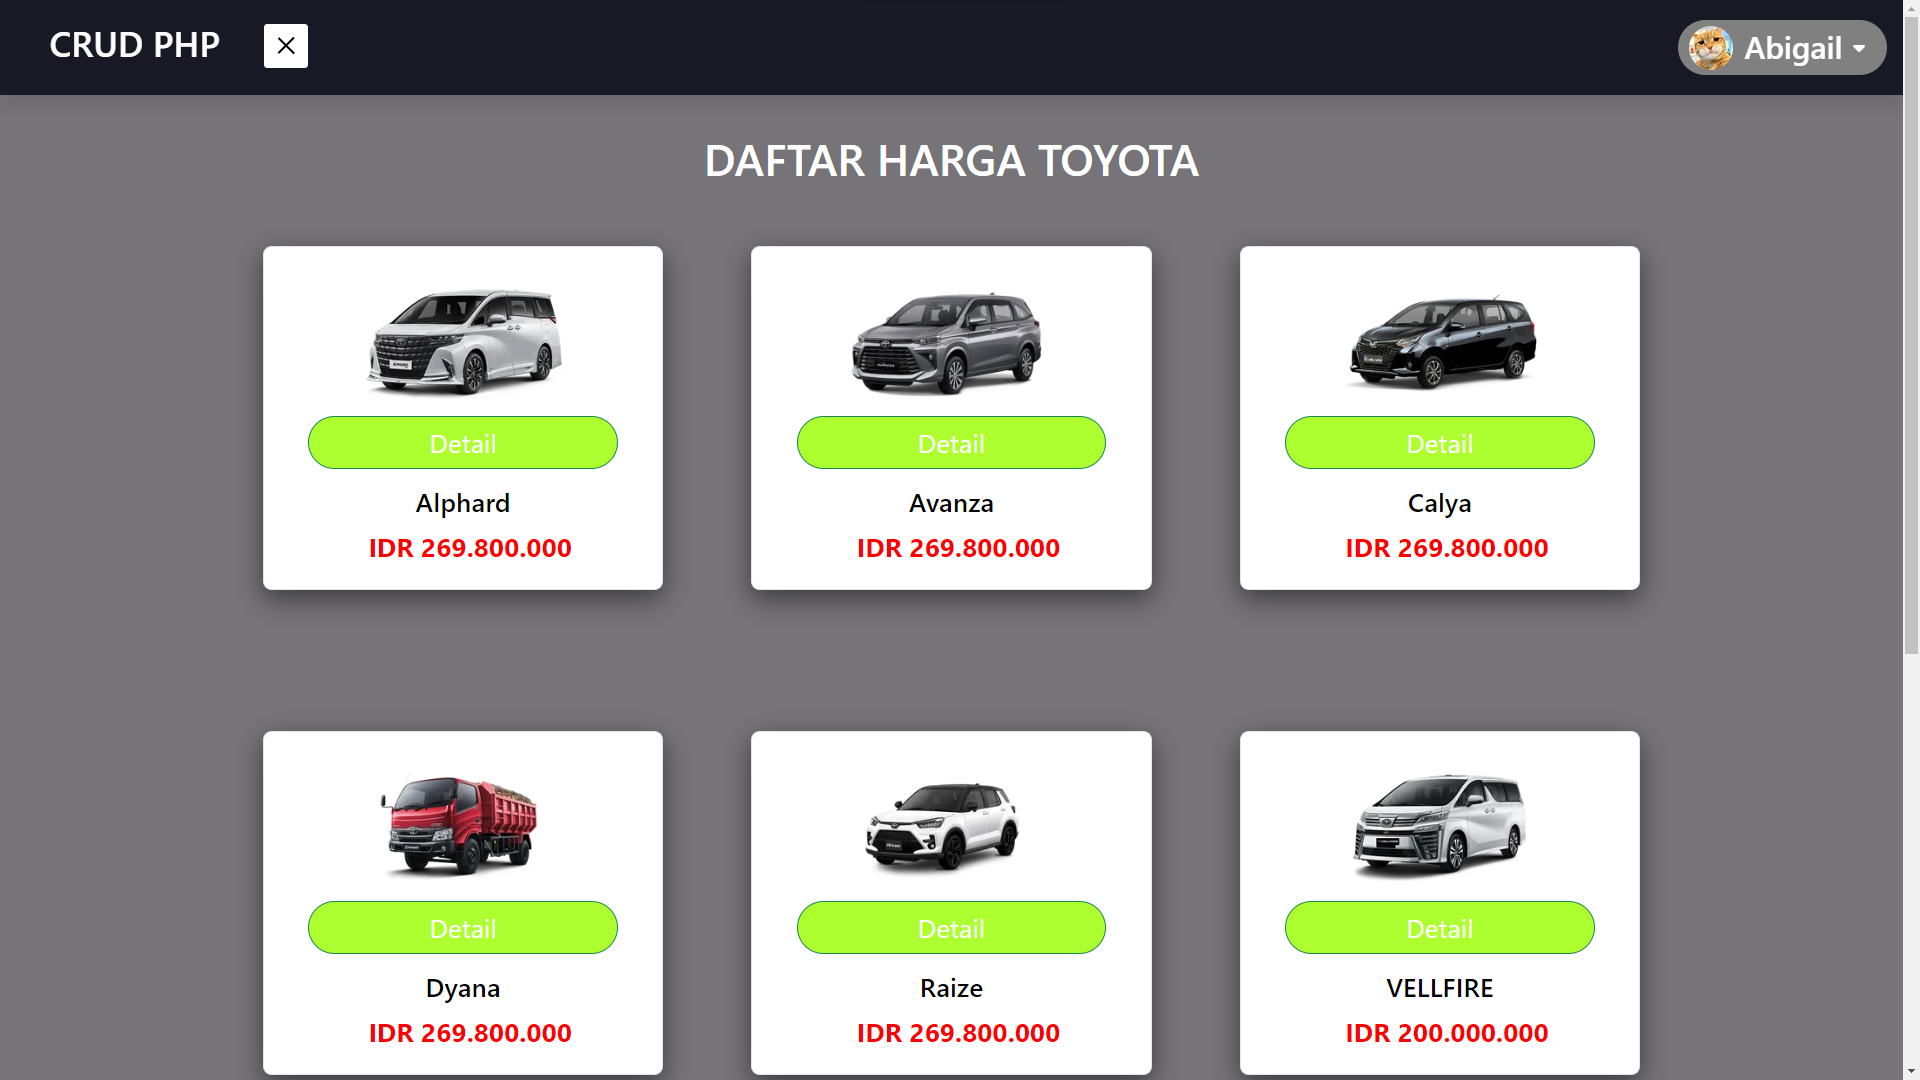 CRUD PHP
Abigail
DAFTAR HARGA TOYOTA
Detail
Detail
Detail
Alphard
Avanza
Calya
IDR 269.800.000
IDR 269.800.000
IDR 269.800.000
Detail
Detail
Detail
Dyana
Raize
VELLFIRE
IDR 269.800.000
IDR 269.800.000
IDR 200.000.000